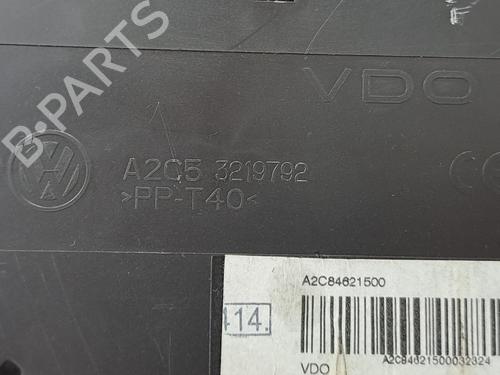 B-PARTS
VDO
A2C5 3219792
>PP-T40<
A2C84621500
414.
A2C84621500032324
VDO